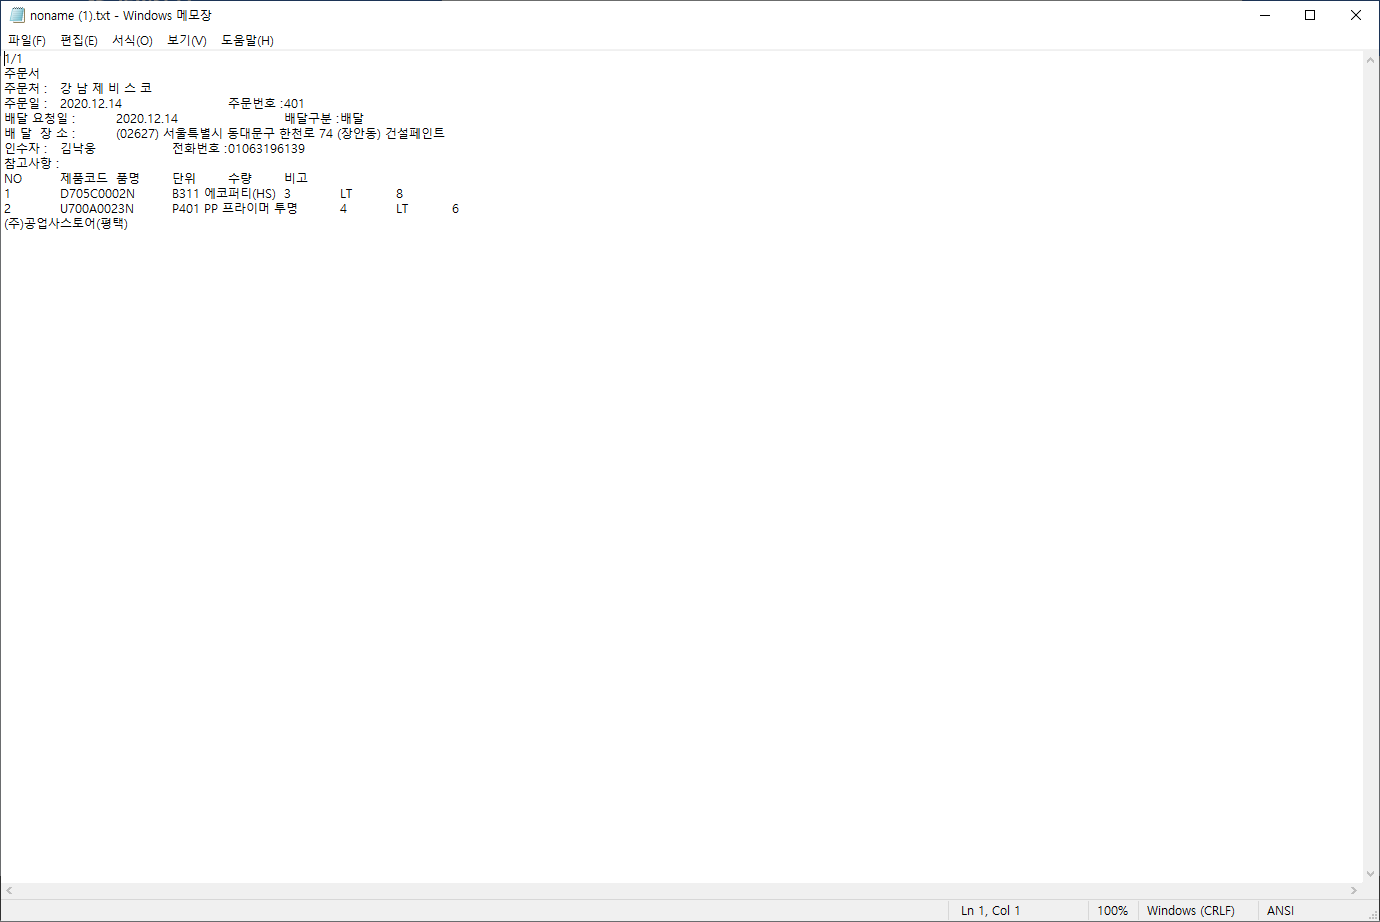 noname (1).txt - Windows 메모장
파일(F) 편집(E) 서식(O) 보기(V) 도움말(H)
1/1
주문서
주문처 : 강 남 제 비 스 코
주문일 : 2020.12.14 주문번호 :401
배달 요청일 : 2020.12.14 배달구분 :배달
배 달 장 소 : (02627) 서울특별시 동대문구 한천로 74 (장안동) 건설페인트
인수자 : 김낙웅 전화번호 :01063196139
참고사항 :
NO 제품코드 품명 단위 수량 비고
1 D705C0002N B311 에코퍼티(HS) 3 LT 8
2 U700A0023N P401 PP 프라이머 투명 4 LT 6
(주)공업사스토어(평택)
Ln 1, Col 1 100% Windows (CRLF) ANSI